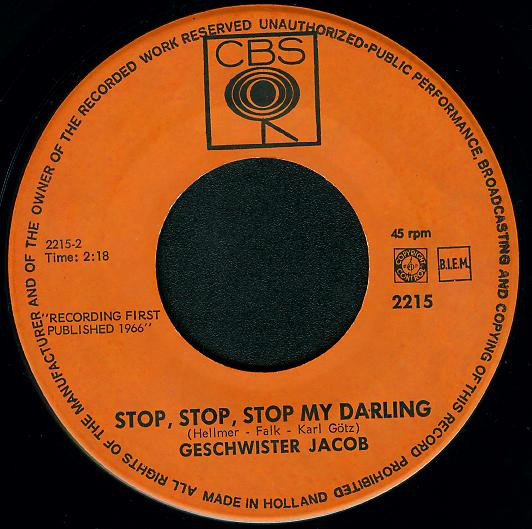 ALL RIGHTS OF THE MANUFACTURER AND OF THE OWNER OF THE RECORDED WORK RESERVED UNAUTHORIZED•PUBLIC PERFORMANCE, BROADCASTING AND COPYING OF THIS RECORD PROHIBITED
CBS
45 rpm
2215-2
Time: 2:18
COPYRIGHT
CONTROL
B.I.E.M.
2215
"RECORDING FIRST
PUBLISHED 1966"
STOP, STOP, STOP MY DARLING
(Hellmer - Falk - Karl Götz)
GESCHWISTER JACOB
MADE IN HOLLAND